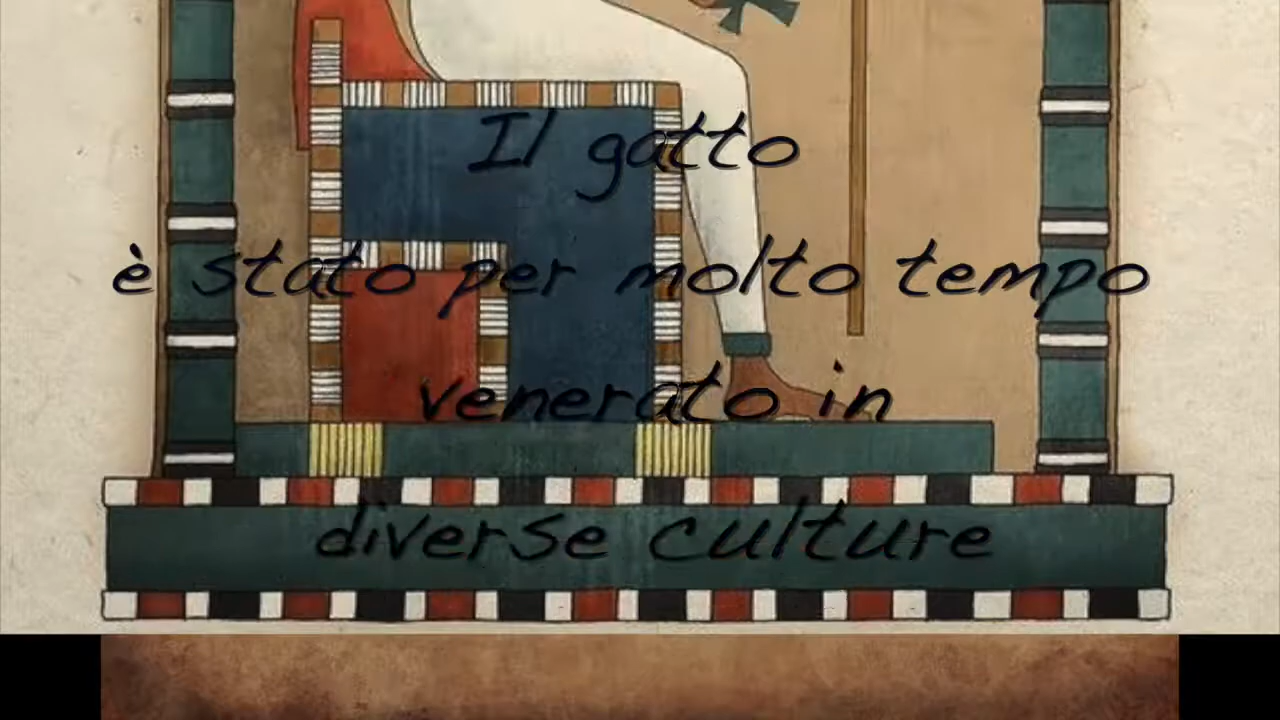 Il gatto
è stato per molto tempo
venerato in
diverse culture